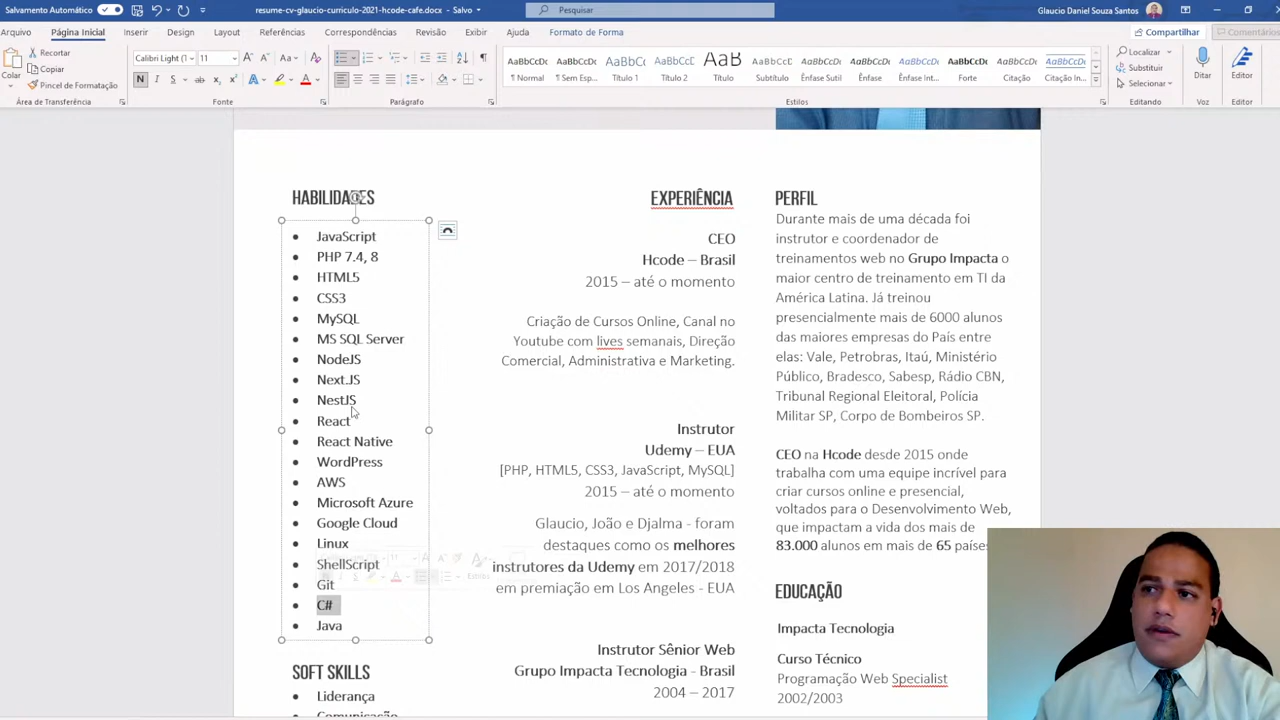 Salvamento Automático
resume-cv-glaucio-curriculo-2021-hcode-cafe.docx - Salvo
Pesquisar
Glaucio Daniel Souza Santos
Arquivo
Página Inicial
Inserir
Design
Layout
Referências
Correspondências
Revisão
Exibir
Ajuda
Formato de Forma
Compartilhar
Comentários
Colar
Recortar
Copiar
Pincel de Formatação
Área de Transferência
Calibri Light (
11
Fonte
Parágrafo
¶ Normal
¶ Sem Esp...
Título 1
Título 2
Título
Subtítulo
Ênfase Sutil
Ênfase
Ênfase Int...
Forte
Citação
Citação In...
Estilos
Localizar
Substituir
Selecionar
Editando
Ditar
Voz
Editor
Editor
HABILIDADES
JavaScript
PHP 7.4, 8
HTML5
CSS3
MySQL
MS SQL Server
NodeJS
Next.JS
NestJS
React
React Native
WordPress
AWS
Microsoft Azure
Google Cloud
Linux
ShellScript
Git
C#
Java
SOFT SKILLS
Liderança
Comunicação
EXPERIÊNCIA
CEO
Hcode – Brasil
2015 – até o momento
Criação de Cursos Online, Canal no
Youtube com lives semanais, Direção
Comercial, Administrativa e Marketing.
Instrutor
Udemy – EUA
[PHP, HTML5, CSS3, JavaScript, MySQL]
2015 – até o momento
Glaucio, João e Djalma - foram
destaques como os melhores
instrutores da Udemy em 2017/2018
em premiação em Los Angeles - EUA
Instrutor Sênior Web
Grupo Impacta Tecnologia - Brasil
2004 – 2017
PERFIL
Durante mais de uma década foi
instrutor e coordenador de
treinamentos web no Grupo Impacta o
maior centro de treinamento em TI da
América Latina. Já treinou
presencialmente mais de 6000 alunos
das maiores empresas do País entre
elas: Vale, Petrobras, Itaú, Ministério
Público, Bradesco, Sabesp, Rádio CBN,
Tribunal Regional Eleitoral, Polícia
Militar SP, Corpo de Bombeiros SP.
CEO na Hcode desde 2015 onde
trabalha com uma equipe incrível para
criar cursos online e presencial,
voltados para o Desenvolvimento Web,
que impactam a vida dos mais de
83.000 alunos em mais de 65 países
EDUCAÇÃO
Impacta Tecnologia
Curso Técnico
Programação Web Specialist
2002/2003